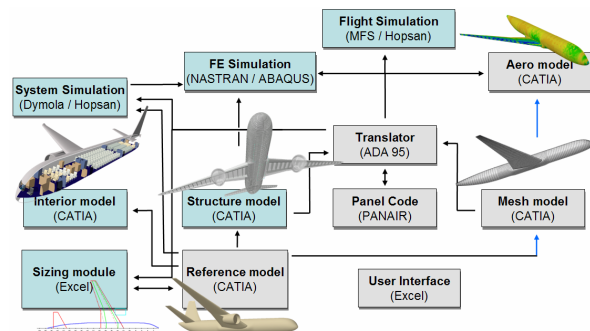 Flight Simulation
(MFS / Hopsan)
FE Simulation
(NASTRAN / ABAQUS)
Aero model
(CATIA)
System Simulation
(Dymola / Hopsan)
Translator
(ADA 95)
Interior model
(CATIA)
Structure model
(CATIA)
Panel Code
(PANAIR)
Mesh model
(CATIA)
Sizing module
(Excel)
Reference model
(CATIA)
User Interface
(Excel)